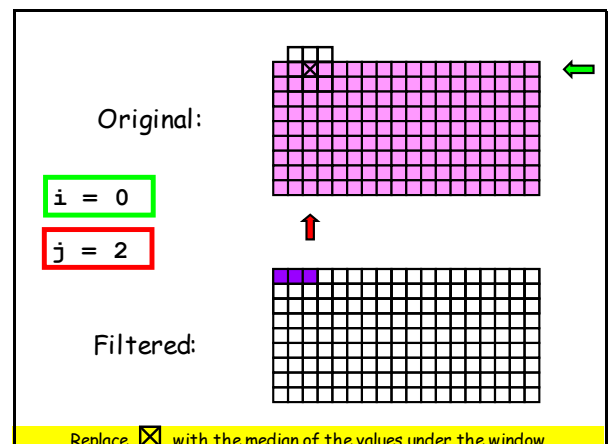 Original:
i = 0
j = 2
Filtered:
Replace with the median of the values under the window